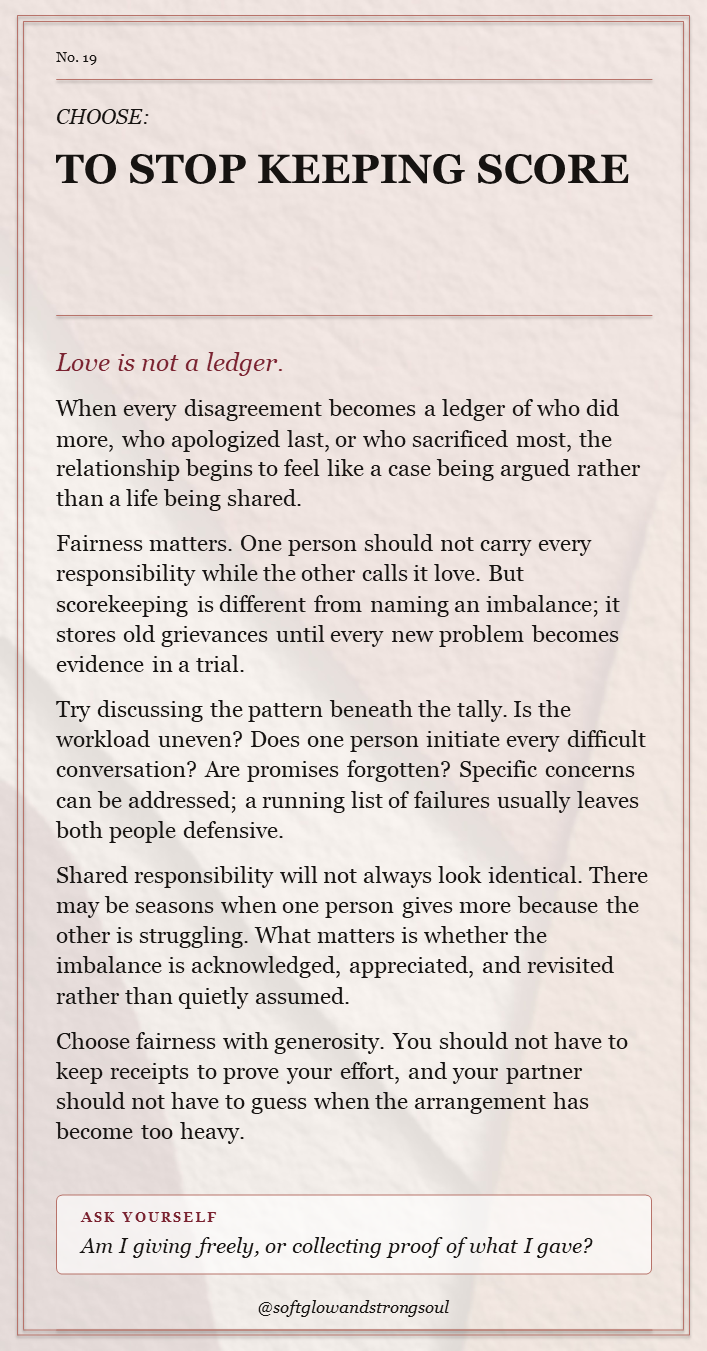 No. 19
CHOOSE:
TO STOP KEEPING SCORE
Love is not a ledger.
When every disagreement becomes a ledger of who did
more, who apologized last, or who sacrificed most, the
relationship begins to feel like a case being argued rather
than a life being shared.
Fairness matters. One person should not carry every
responsibility while the other calls it love. But
scorekeeping is different from naming an imbalance; it
stores old grievances until every new problem becomes
evidence in a trial.
Try discussing the pattern beneath the tally. Is the
workload uneven? Does one person initiate every difficult
conversation? Are promises forgotten? Specific concerns
can be addressed; a running list of failures usually leaves
both people defensive.
Shared responsibility will not always look identical. There
may be seasons when one person gives more because the
other is struggling. What matters is whether the
imbalance is acknowledged, appreciated, and revisited
rather than quietly assumed.
Choose fairness with generosity. You should not have to
keep receipts to prove your effort, and your partner
should not have to guess when the arrangement has
become too heavy.
ASK YOURSELF
Am I giving freely, or collecting proof of what I gave?
@softglowandstrongsoul